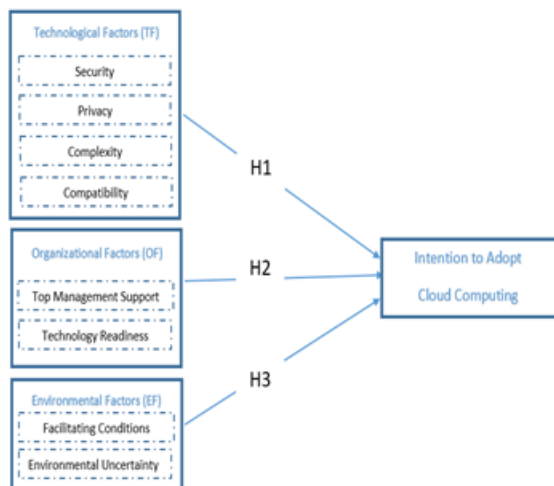 Technological Factors (TF)
Security
Privacy
Complexity
Compatibility
H1
Organizational Factors (OF)
Top Management Support
Technology Readiness
H2
Intention to Adopt
Cloud Computing
Environmental Factors (EF)
Facilitating Conditions
Environmental Uncertainty
H3